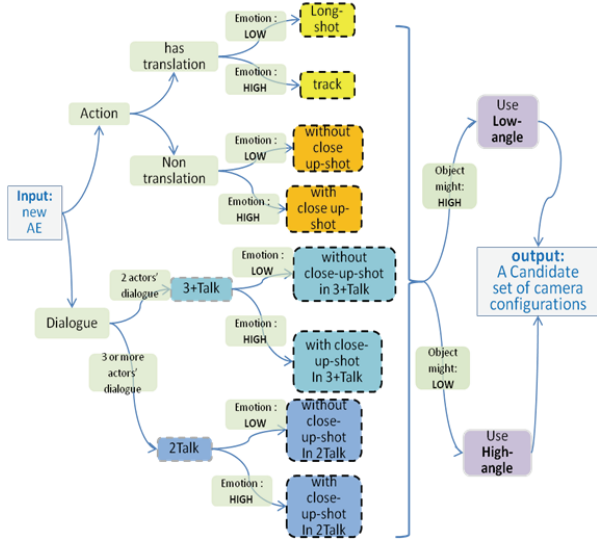 Input:
new
AE
Action
Dialogue
has
translation
Non
translation
2 actors'
dialogue
3 or more
actors'
dialogue
3+Talk
2Talk
Emotion :
LOW
Emotion :
HIGH
Emotion :
LOW
Emotion :
HIGH
Emotion :
LOW
Emotion :
HIGH
Emotion :
LOW
Emotion :
HIGH
Long-
shot
track
without
close
up-shot
with
close up-
shot
without
close-up-shot
in 3+Talk
with close-
up-shot
In 3+Talk
without
close-
up-shot
In 2Talk
with
close-
up-shot
In 2Talk
Object
might:
HIGH
Object
might:
LOW
Use
Low-
angle
Use
High-
angle
output:
A Candidate
set of camera
configurations